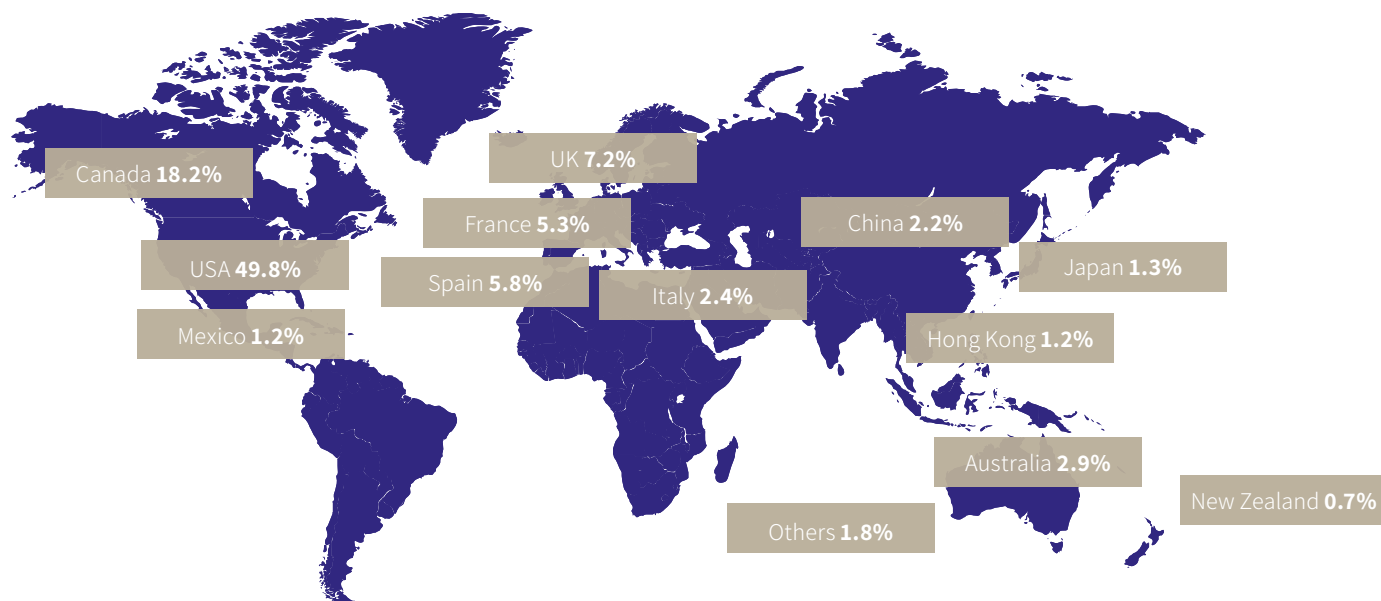 UK 7.2%
Canada 18.2%
France 5.3%
China 2.2%
USA 49.8%
Japan 1.3%
Spain 5.8%
Italy 2.4%
Mexico 1.2%
Hong Kong 1.2%
Australia 2.9%
New Zealand 0.7%
Others 1.8%